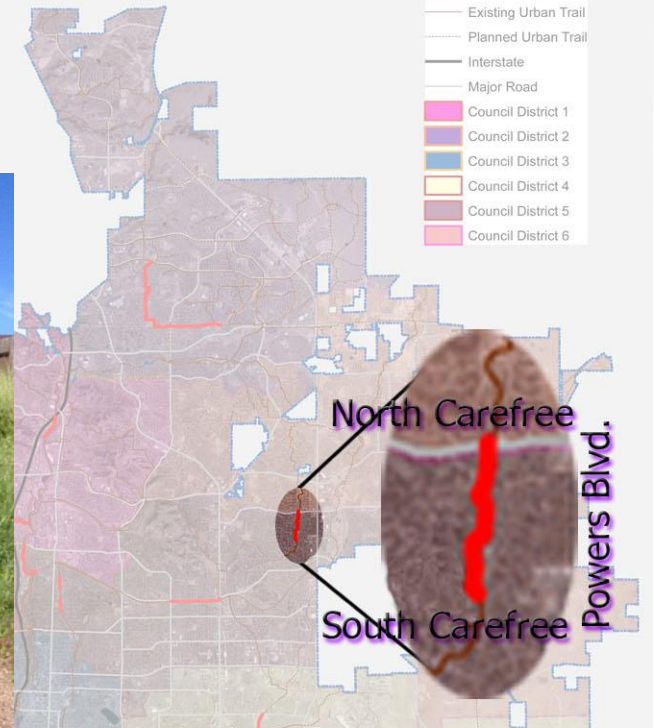 Existing Urban Trail
Planned Urban Trail
Interstate
Major Road
Council District 1
Council District 2
Council District 3
Council District 4
Council District 5
Council District 6
North Carefree
Powers Blvd.
South Carefree